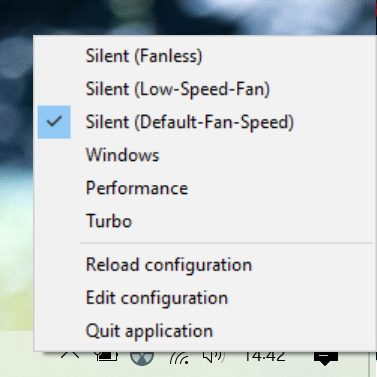 Silent (Fanless)
Silent (Low-Speed-Fan)
Silent (Default-Fan-Speed)
Windows
Performance
Turbo
Reload configuration
Edit configuration
Quit application
14:42